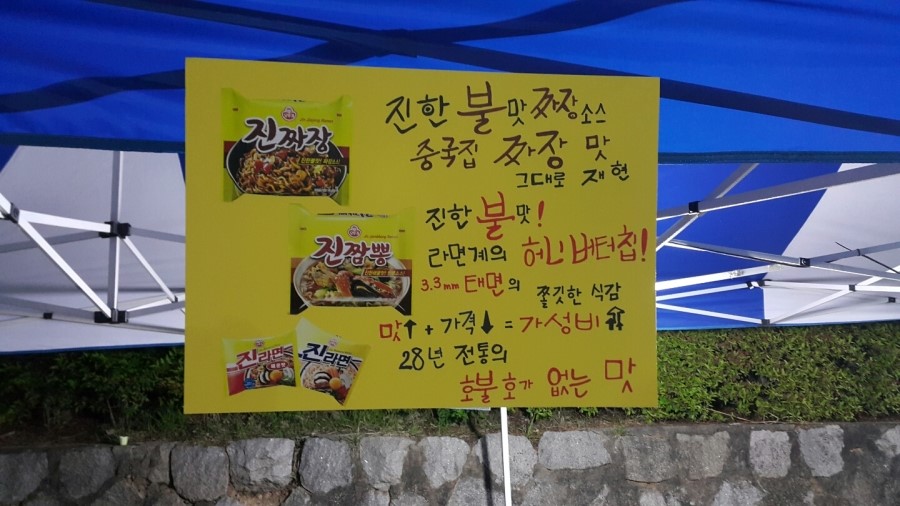 진짜장
진한 불맛 짜장소스
중국집 짜장 맛
그대로 재현
진짬뽕
진한 불맛!
라면계의 허니버터칩!
3.3mm 태면의
쫄깃한 식감
맛↑ + 가격↓ = 가성비⇈
진라면
진라면
28년 전통의
호불호가 없는 맛